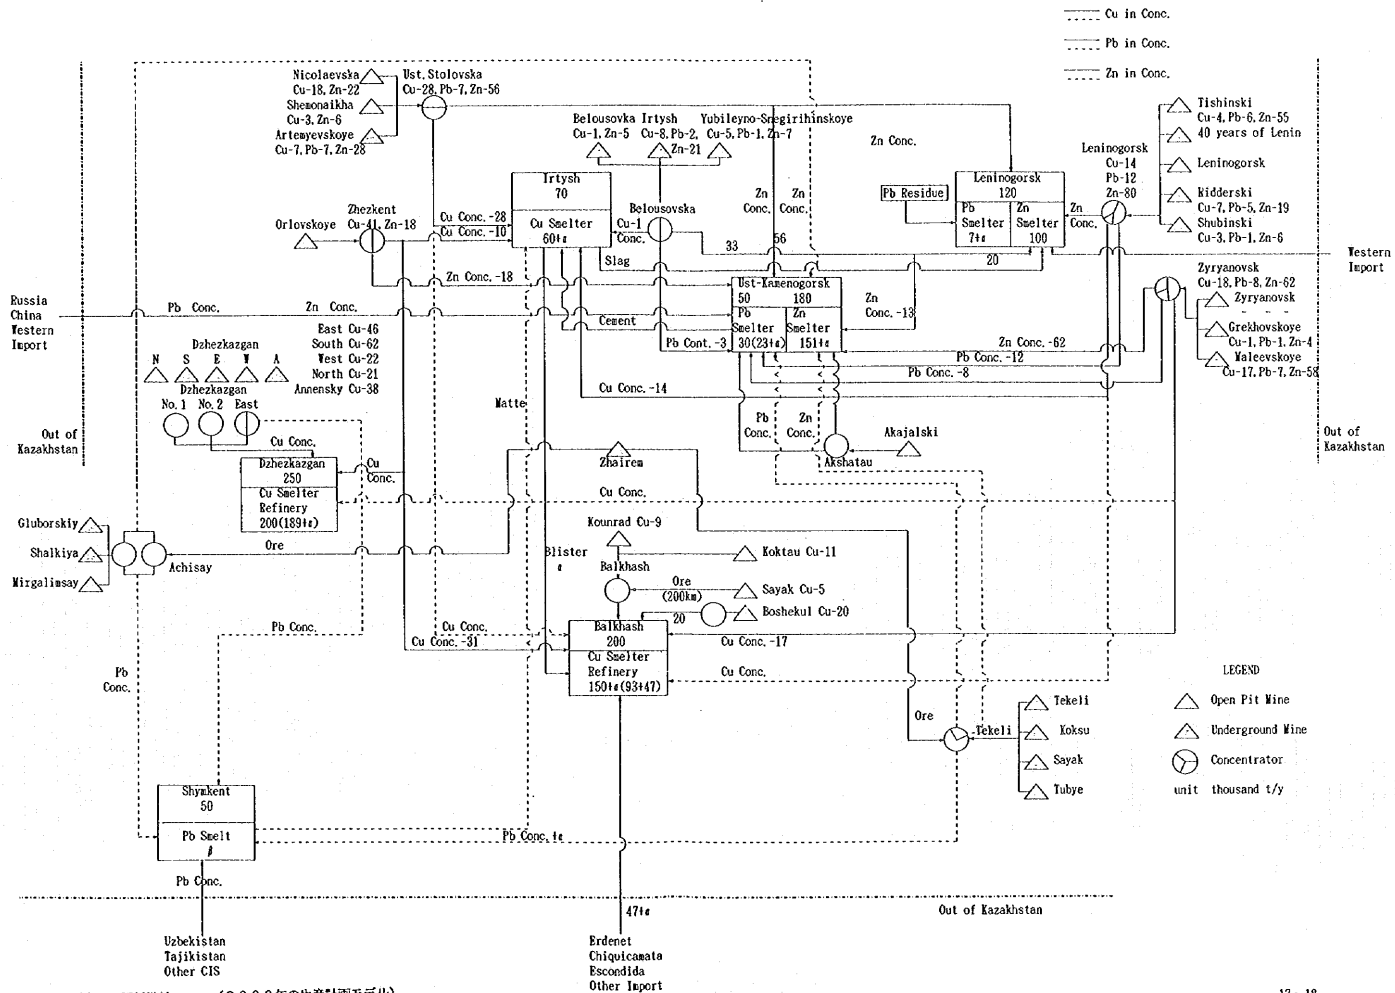 Cu in Conc.
Pb in Conc.
Zn in Conc.
Nicolaevska
Cu-18, Zn-22
Shemonaikha
Cu-3, Zn-6
Artemyevskoye
Cu-7, Pb-7, Zn-28
Ust. Stolovska
Cu-28, Pb-7, Zn-56
Belousovka
Cu-1, Zn-5
Irtysh
Cu-8, Pb-2,
Zn-21
Yubileyno-Snegirihinskoye
Cu-5, Pb-1, Zn-7
Zn Conc.
Leninogorsk
Cu-14
Pb-12
Zn-80
Tishinski
Cu-4, Pb-6, Zn-55
40 years of Lenin
Leninogorsk
Ridderski
Cu-7, Pb-5, Zn-19
Shubinski
Cu-3, Pb-1, Zn-6
Irtysh
70
Cu Smelter
60+α
Leninogorsk
120
Pb
Smelter
7+α
Zn
Smelter
100
Pb Residue
Zn
Conc.
Zn
Conc.
Zn
Conc.
Orlovskoye
Zhezkent
Cu-41, Zn-18
Cu Conc. -28
Cu Conc. -10
Cu-1
Conc.
Belousovska
33
56
20
Slag
Zn Conc. -18
Western
Import
Russia
China
Western
Import
Pb Conc.
Zn Conc.
Cement
Ust-Kamenogorsk
50
180
Pb
Smelter
30(23+α)
Zn
Smelter
151+α
Zn
Conc. -13
Pb Cont. -3
Zn Conc. -62
Pb Conc. -12
Pb Conc. -8
Cu Conc. -14
Zyryanovsk
Cu-18, Pb-8, Zn-62
Zyryanovsk
- - -
Grekhovskoye
Cu-1, Pb-1, Zn-4
Maleevskoye
Cu-17, Pb-7, Zn-58
East Cu-46
South Cu-62
West Cu-22
North Cu-21
Annensky Cu-38
Dzhezkazgan
N S E W A
Dzhezkazgan
No. 1 No. 2 East
Out of
Kazakhstan
Cu Conc.
Dzhezkazgan
250
Cu Smelter
Refinery
200(189+α)
Cu
Conc.
Matte
Pb
Conc.
Zn
Conc.
Akajalski
Akshatau
Out of
Kazakhstan
Zhairem
Cu Conc.
Gluborskiy
Shalkiya
Mirgalimsay
Achisay
Ore
Kounrad Cu-9
Blister
α
Balkhash
Koktau Cu-11
Ore
(200km)
Sayak Cu-5
20
Boshekul Cu-20
Balkhash
200
Cu Smelter
Refinery
150+α(93+47)
Pb Conc.
Cu Conc.
Cu Conc. -31
Cu Conc. -17
Cu Conc.
Pb
Conc.
Ore
Tekeli
Tekeli
Koksu
Sayak
Tubye
LEGEND
Open Pit Mine
Underground Mine
Concentrator
unit thousand t/y
Shymkent
50
Pb Smelt
β
Pb Conc. +α
Pb Conc.
47+α
Out of Kazakhstan
Uzbekistan
Tajikistan
Other CIS
Erdenet
Chiquicamata
Escondida
Other Import